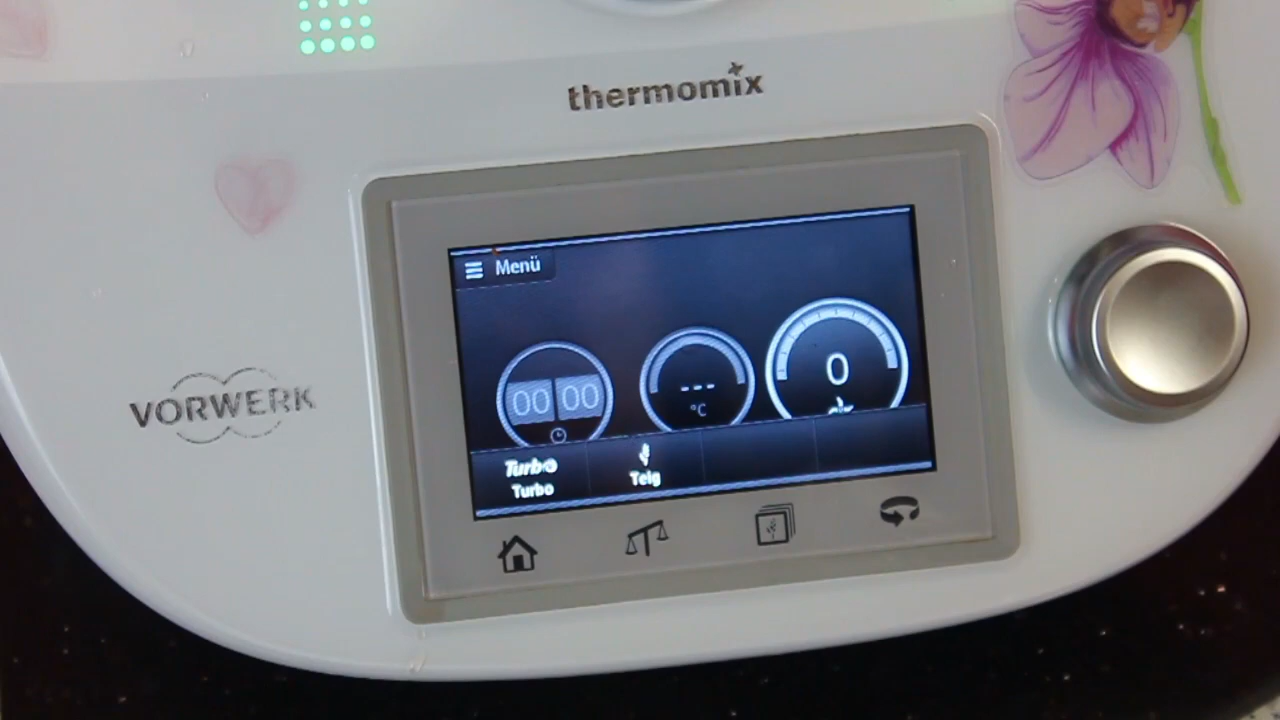 thermomix
Menü
00 00
---
°C
0
Turbo
Turbo
Teig
VORWERK